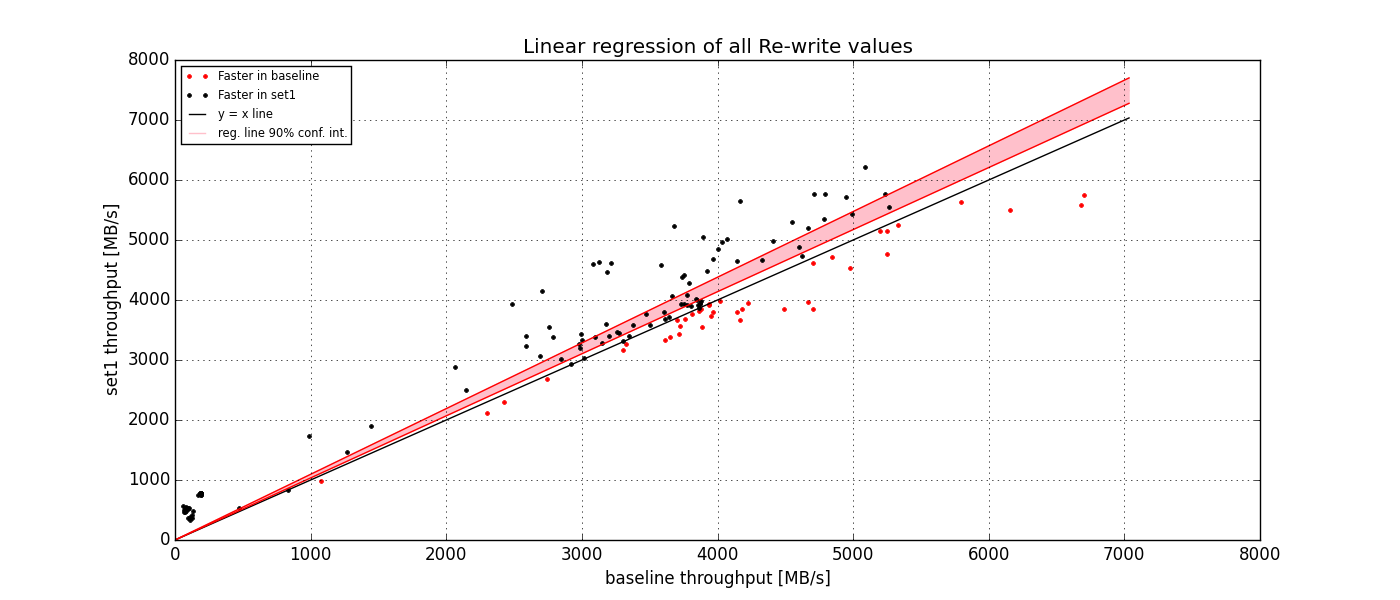 Linear regression of all Re-write values
8000
7000
6000
5000
4000
3000
2000
1000
0
set1 throughput [MB/s]
Faster in baseline
Faster in set1
y = x line
reg. line 90% conf. int.
0 1000 2000 3000 4000 5000 6000 7000 8000
baseline throughput [MB/s]